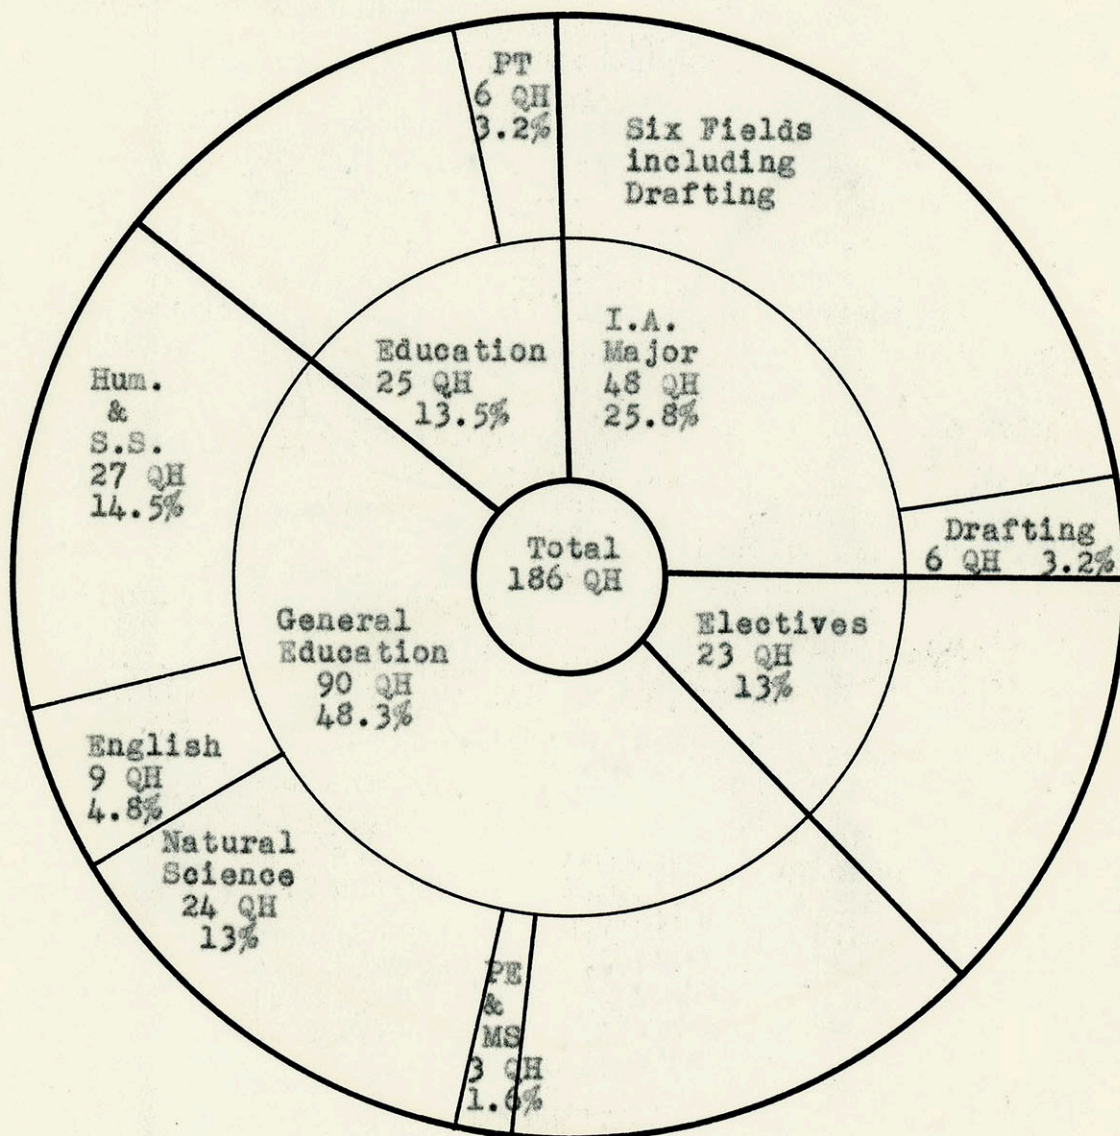 PT
6 QH
3.2%
Six Fields
including
Drafting
Education
25 QH
13.5%
I.A.
Major
48 QH
25.8%
Hum.
&
S.S.
27 QH
14.5%
Drafting
6 QH 3.2%
Total
186 QH
General
Education
90 QH
48.3%
Electives
23 QH
13%
English
9 QH
4.8%
Natural
Science
24 QH
13%
PE
&
MS
3 QH
1.6%